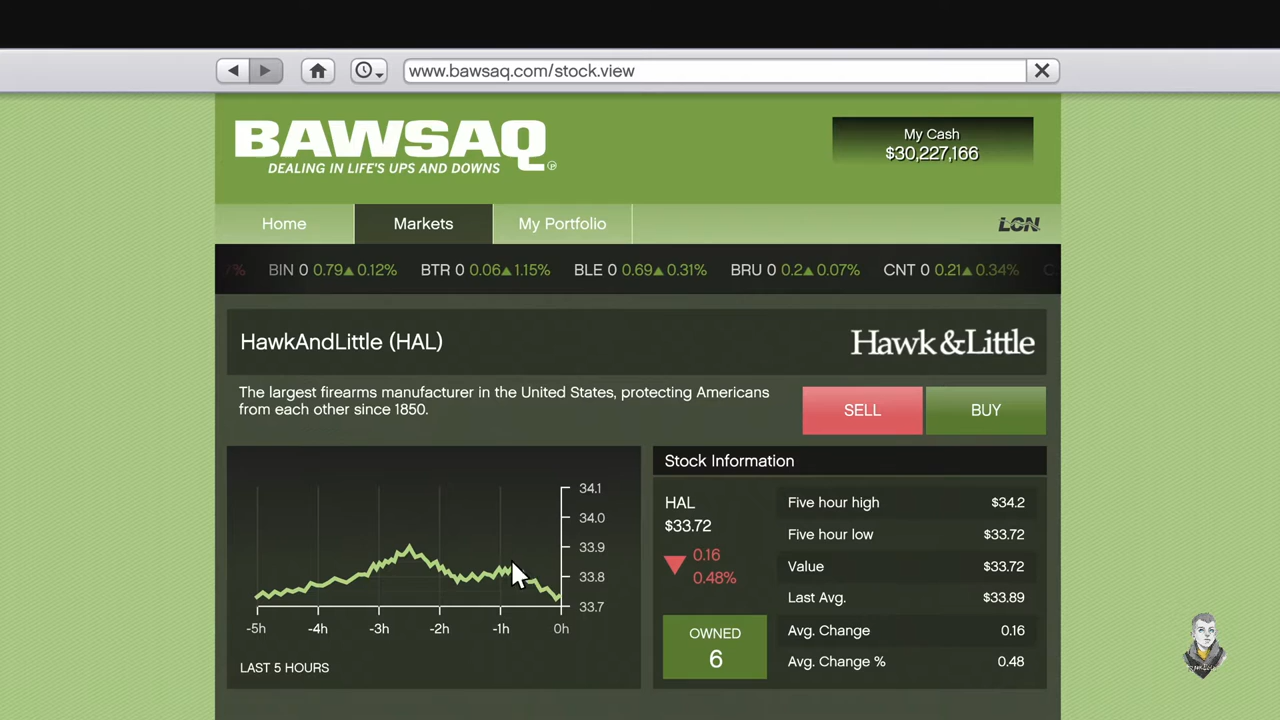 www.bawsaq.com/stock.view
BAWSAQ
DEALING IN LIFE'S UPS AND DOWNS
My Cash
$30,227,166
Home
Markets
My Portfolio
LCN
7% BIN 0 0.79▲0.12% BTR 0 0.06▲1.15% BLE 0 0.69▲0.31% BRU 0 0.2▲0.07% CNT 0 0.21▲0.34% C
HawkAndLittle (HAL)
Hawk & Little
The largest firearms manufacturer in the United States, protecting Americans
from each other since 1850.
SELL
BUY
34.1
34.0
33.9
33.8
33.7
-5h -4h -3h -2h -1h 0h
LAST 5 HOURS
Stock Information
HAL
$33.72
0.16
0.48%
OWNED
6
Five hour high $34.2
Five hour low $33.72
Value $33.72
Last Avg. $33.89
Avg. Change 0.16
Avg. Change % 0.48